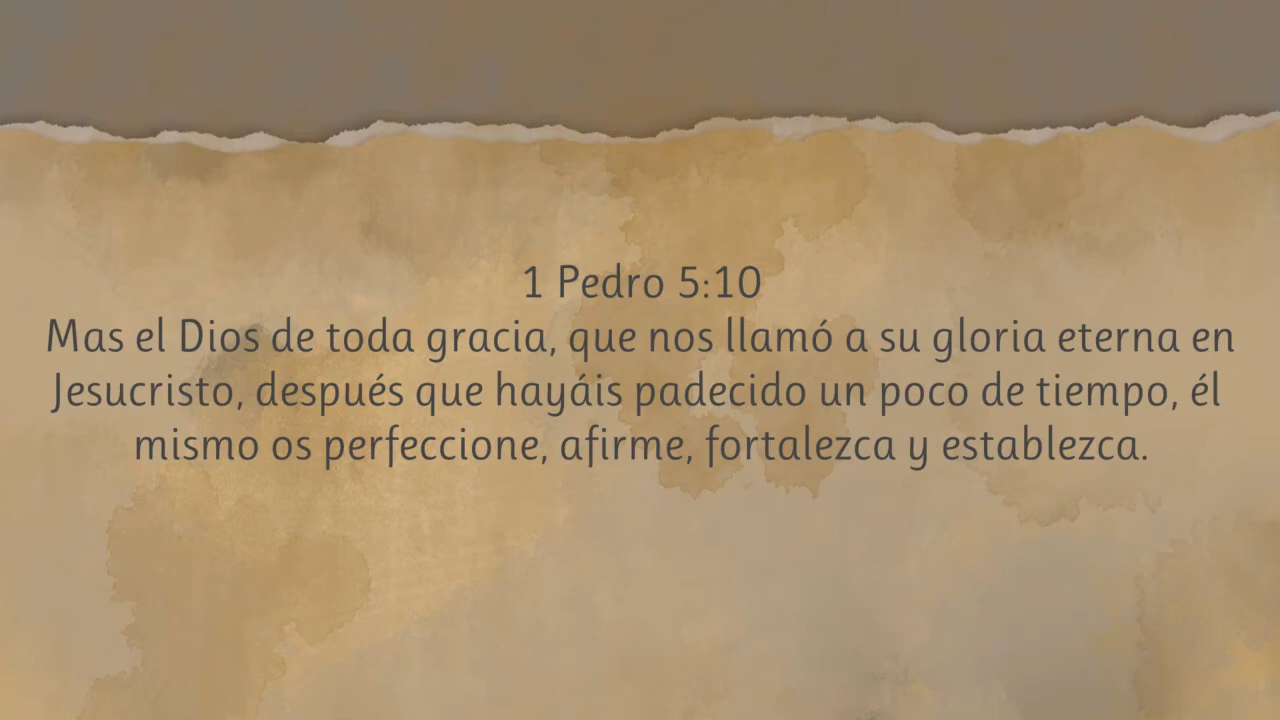 1 Pedro 5:10
Mas el Dios de toda gracia, que nos llamó a su gloria eterna en
Jesucristo, después que hayáis padecido un poco de tiempo, él
mismo os perfeccione, afirme, fortalezca y establezca.